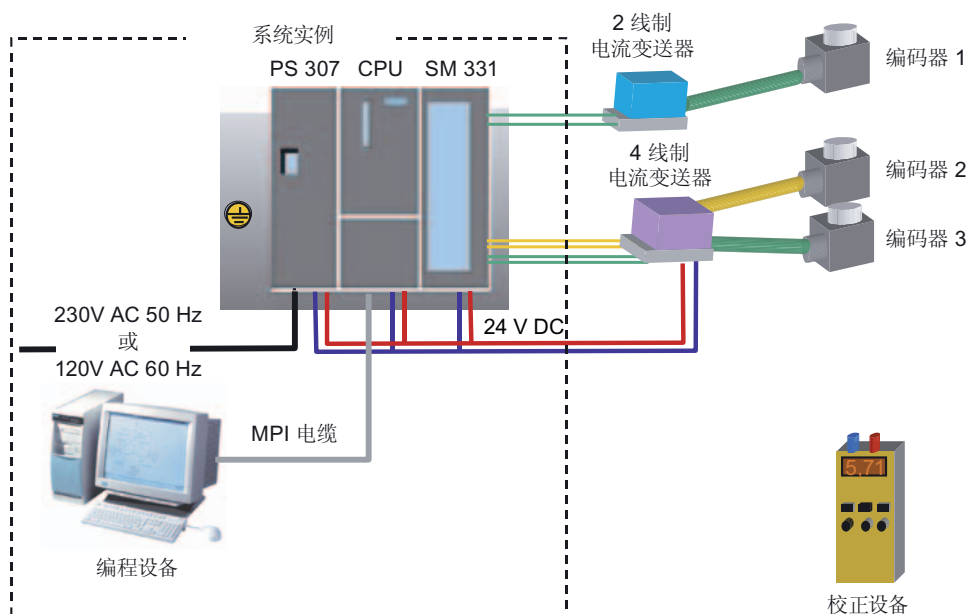 系统实例
PS 307 CPU SM 331
2 线制
电流变送器
编码器 1
4 线制
电流变送器
编码器 2
编码器 3
230V AC 50 Hz
或
120V AC 60 Hz
24 V DC
MPI 电缆
编程设备
5,71
校正设备